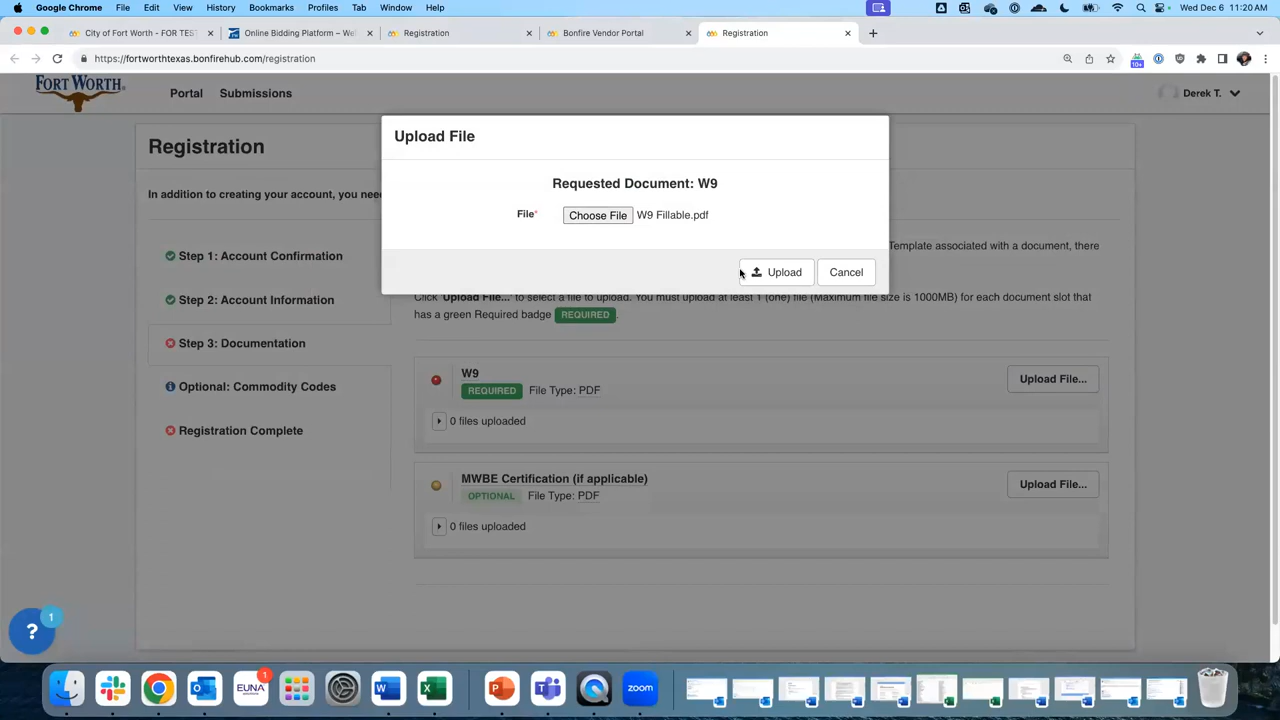 Google Chrome File Edit View History Bookmarks Profiles Tab Window Help Wed Dec 6 11:20 AM
City of Fort Worth - FOR TES Online Bidding Platform – We Registration Bonfire Vendor Portal Registration
https://fortworthtexas.bonfirehub.com/registration 10+
FORT WORTH Portal Submissions Derek T.
Upload File
Registration
Requested Document: W9
In addition to creating your account, you nee
File* Choose File W9 Fillable.pdf
Template associated with a document, there
Step 1: Account Confirmation
Upload Cancel
Step 2: Account Information
Click 'Upload File...' to select a file to upload. You must upload at least 1 (one) file (Maximum file size is 1000MB) for each document slot that
has a green Required badge REQUIRED .
Step 3: Documentation
W9
REQUIRED File Type: PDF
Upload File...
Optional: Commodity Codes
0 files uploaded
Registration Complete
MWBE Certification (if applicable)
OPTIONAL File Type: PDF
Upload File...
0 files uploaded
? 1
EUNA 1 zoom